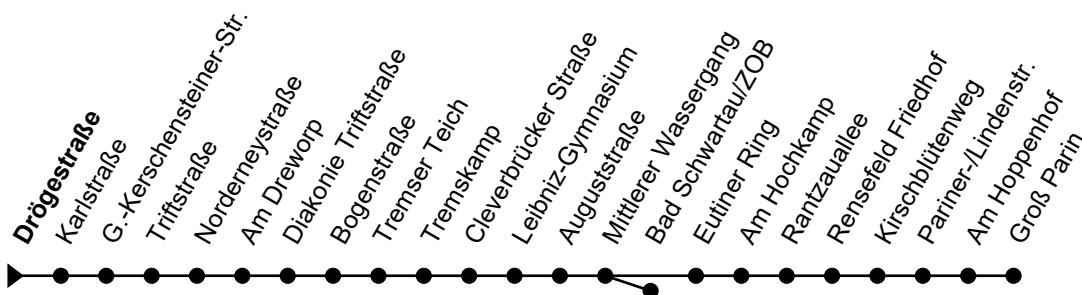 Drögestraße
Karlstraße
G.-Kerschensteiner-Str.
Triftstraße
Norderneystraße
Am Dreworp
Diakonie Triftstraße
Bogenstraße
Tremser Teich
Tremskamp
Cleverbrücker Straße
Leibniz-Gymnasium
Auguststraße
Mittlerer Wassergang
Bad Schwartau/ZOB
Eutiner Ring
Am Hochkamp
Rantzauallee
Rensefeld Friedhof
Kirschblütenweg
Pariner-/Lindenstr.
Am Hoppenhof
Groß Parin